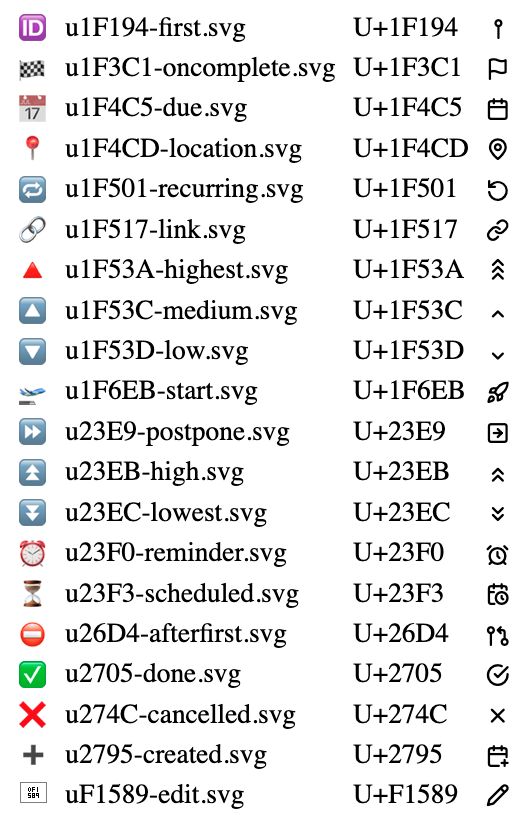 🆔 u1F194-first.svg U+1F194
🏁 u1F3C1-oncomplete.svg U+1F3C1
📅 u1F4C5-due.svg U+1F4C5
📍 u1F4CD-location.svg U+1F4CD
🔁 u1F501-recurring.svg U+1F501
🔗 u1F517-link.svg U+1F517
🔺 u1F53A-highest.svg U+1F53A
🔼 u1F53C-medium.svg U+1F53C
🔽 u1F53D-low.svg U+1F53D
🛫 u1F6EB-start.svg U+1F6EB
⏩ u23E9-postpone.svg U+23E9
⏫ u23EB-high.svg U+23EB
⏬ u23EC-lowest.svg U+23EC
⏰ u23F0-reminder.svg U+23F0
⏳ u23F3-scheduled.svg U+23F3
⛔ u26D4-afterfirst.svg U+26D4
✅ u2705-done.svg U+2705
❌ u274C-cancelled.svg U+274C
➕ u2795-created.svg U+2795
uF1589-edit.svg U+F1589